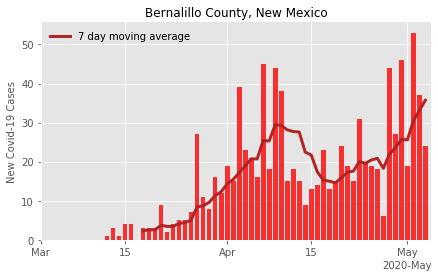 Bernalillo County, New Mexico
7 day moving average
New Covid-19 Cases
50
40
30
20
10
0
Mar
15
Apr
15
May
2020-May